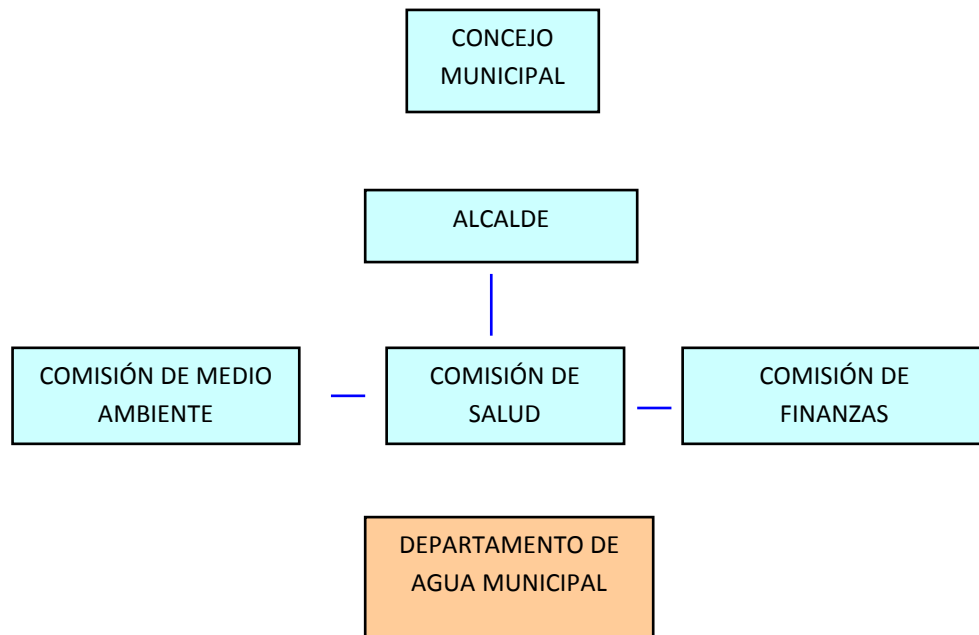 CONCEJO
MUNICIPAL
ALCALDE
COMISIÓN DE MEDIO
AMBIENTE
COMISIÓN DE
SALUD
COMISIÓN DE
FINANZAS
DEPARTAMENTO DE
AGUA MUNICIPAL